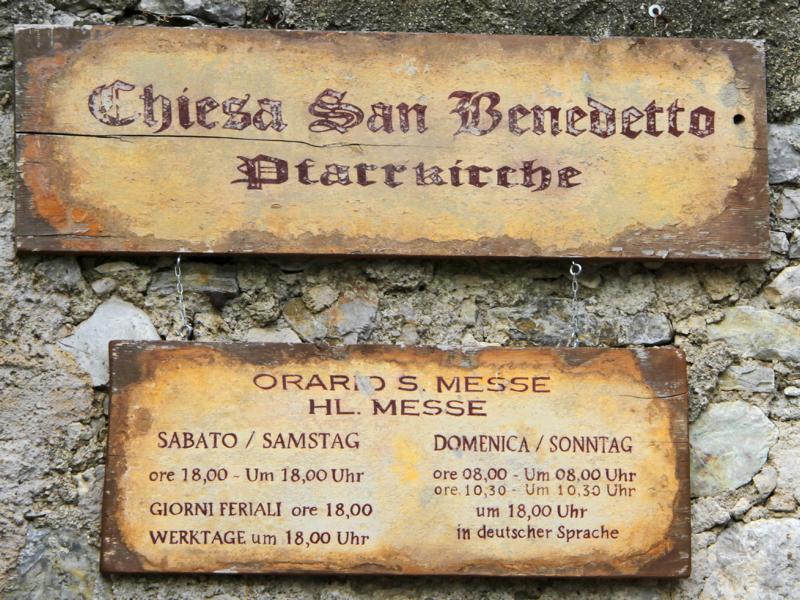 Chiesa San Benedetto
Pfarrkirche
ORARIO S. MESSE
HL. MESSE
SABATO / SAMSTAG
ore 18,00 - Um 18,00 Uhr
GIORNI FERIALI ore 18,00
WERKTAGE um 18,00 Uhr
DOMENICA / SONNTAG
ore 08,00 - Um 08,00 Uhr
ore 10,30 - Um 10,30 Uhr
um 18,00 Uhr
in deutscher Sprache